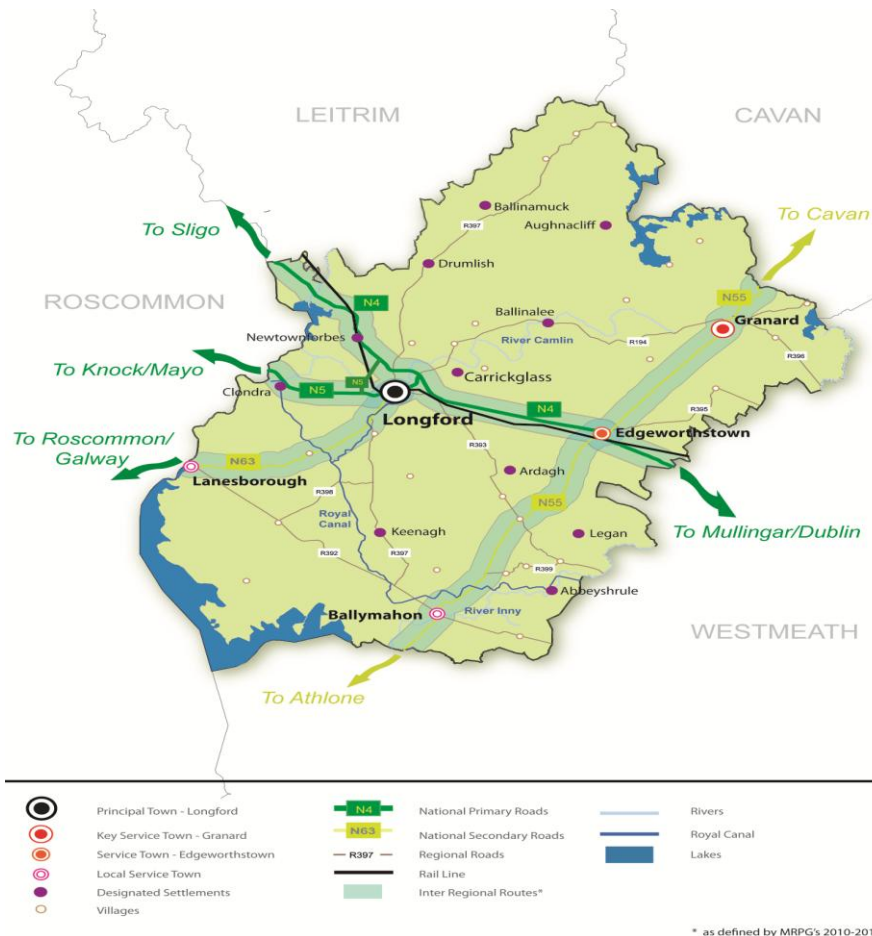 LEITRIM
CAVAN
To Sligo
To Cavan
ROSCOMMON
To Knock/Mayo
To Roscommon/
Galway
To Mullingar/Dublin
WESTMEATH
To Athlone
Ballinamuck
Aughnacliff
R397
Drumlish
N4
N55
Ballinalee
Granard
Newtownforbes
River Camlin
R194
R396
N5
N5
Clondra
Carrickglass
Longford
N4
R395
Edgeworthstown
N63
R393
Lanesborough
Ardagh
R398
N55
Royal
Canal
Keenagh
Legan
R392
R397
R399
Abbeyshrule
Ballymahon
River Inny
Principal Town - Longford
Key Service Town - Granard
Service Town - Edgeworthstown
Local Service Town
Designated Settlements
Villages
N4
National Primary Roads
N63
National Secondary Roads
R397
Regional Roads
Rail Line
Inter Regional Routes*
Rivers
Royal Canal
Lakes
* as defined by MRPG's 2010-201